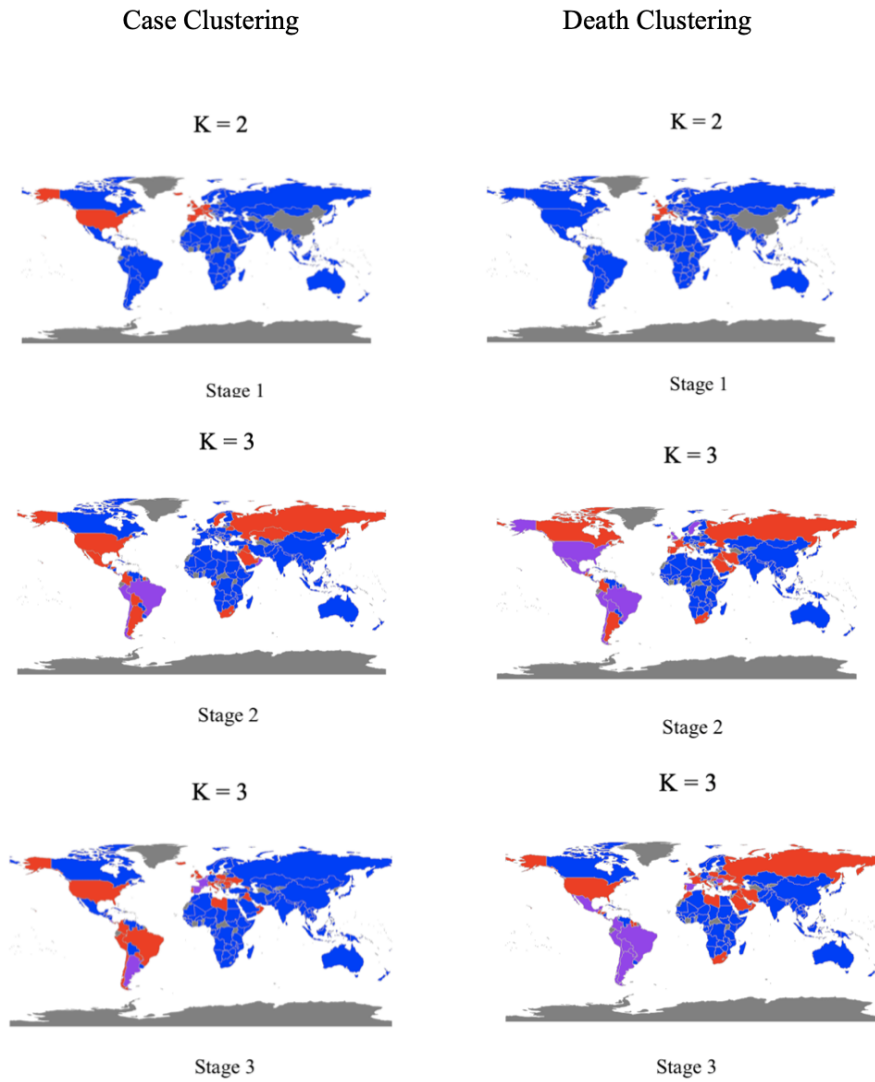 Case Clustering
Death Clustering
K = 2
K = 2
Stage 1
Stage 1
K = 3
K = 3
Stage 2
Stage 2
K = 3
K = 3
Stage 3
Stage 3